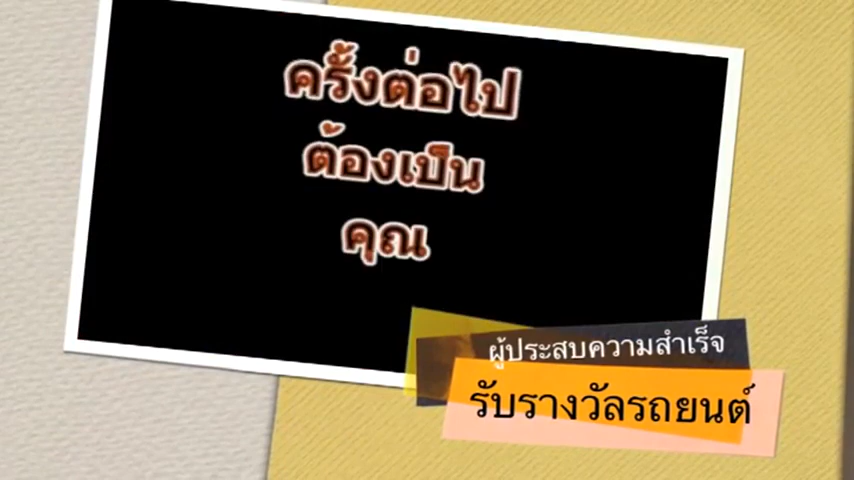 ครั้งต่อไป
ต้องเป็น
คุณ
ผู้ประสบความสำเร็จ
รับรางวัลรถยนต์